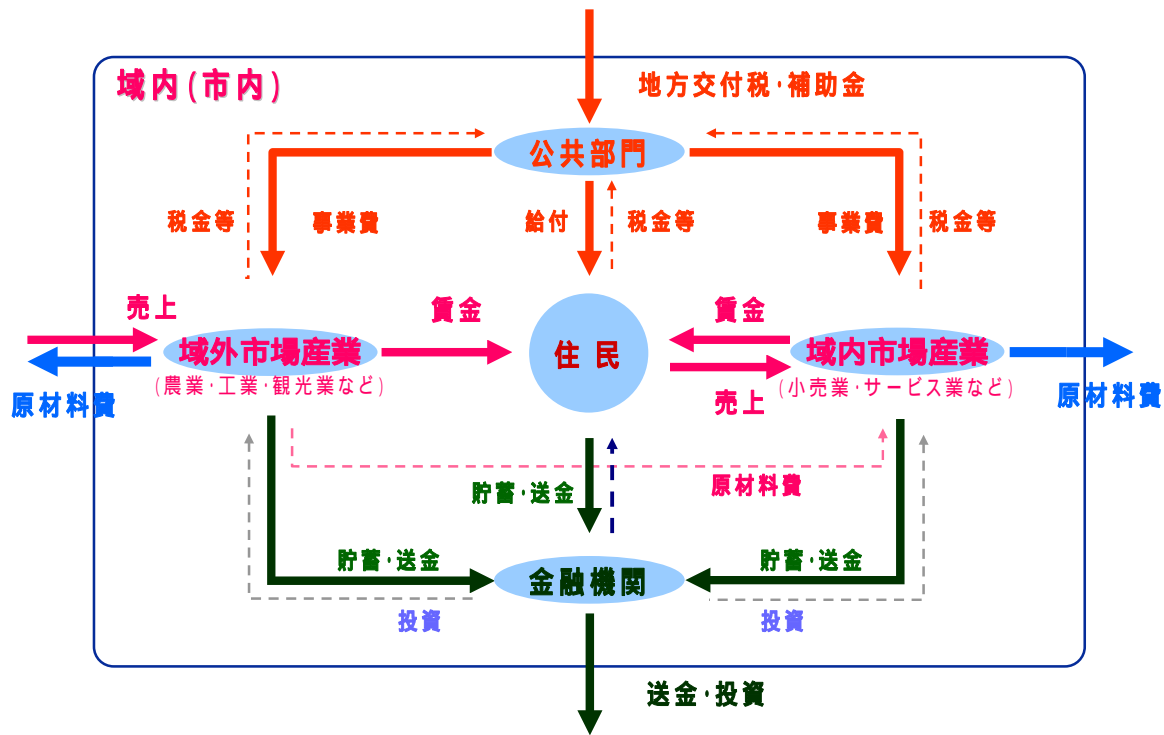 域内(市内)
地方交付税・補助金
公共部門
税金等
事業費
給付
税金等
事業費
税金等
売上
賃金
賃金
域外市場産業
(農業・工業・観光業など)
住民
域内市場産業
(小売業・サービス業など)
原材料費
売上
原材料費
貯蓄・送金
原材料費
貯蓄・送金
貯蓄・送金
金融機関
投資
投資
送金・投資